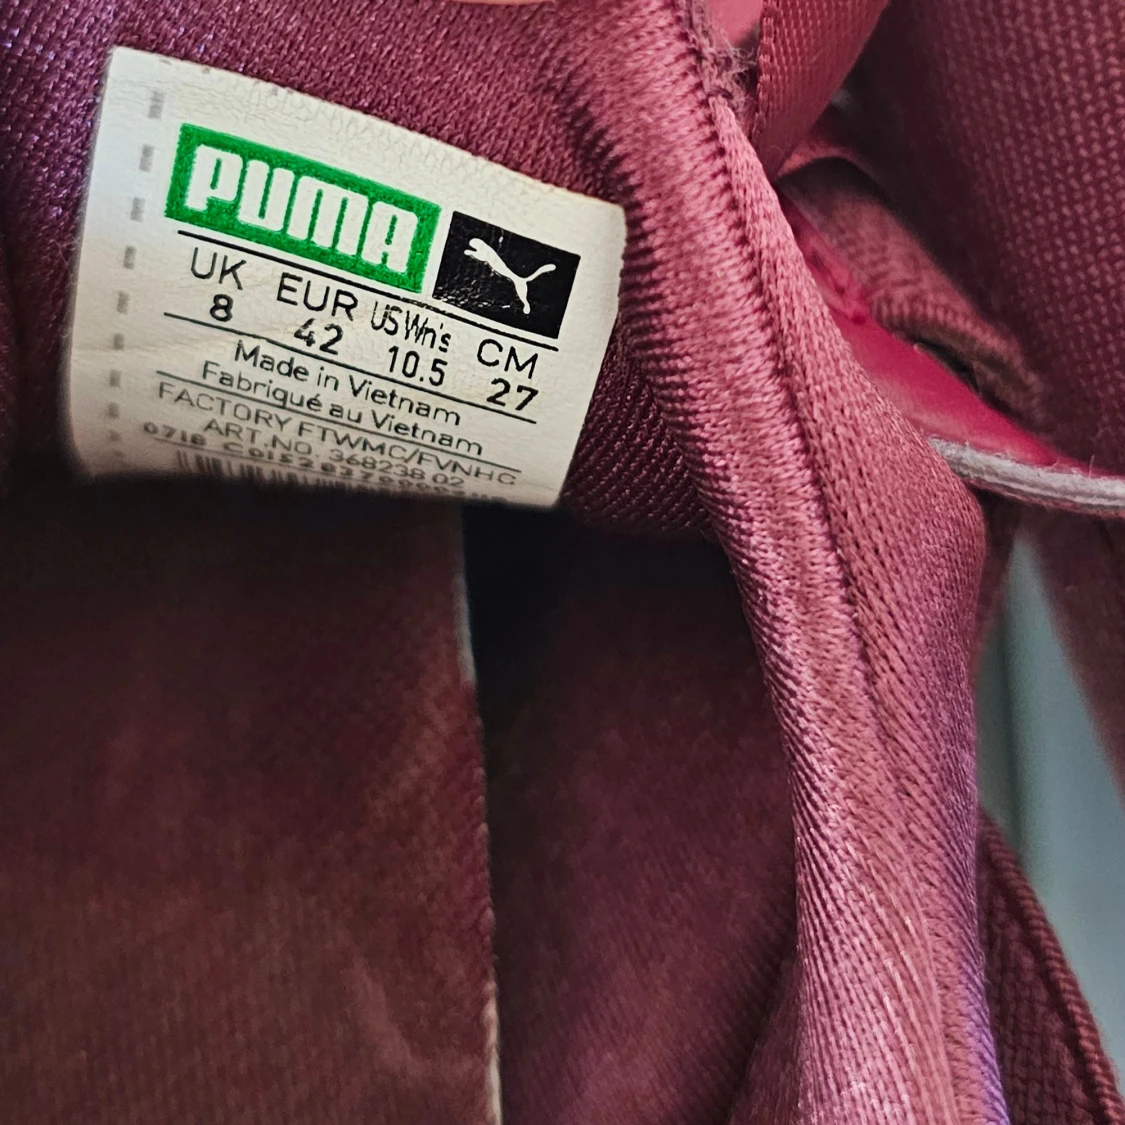 PUMA
UK EUR US Wn's CM
8 42 10.5 27
Made in Vietnam
Fabriqué au Vietnam
FACTORY FTWMC/FVNHC
ART.NO. 368238 02
0718